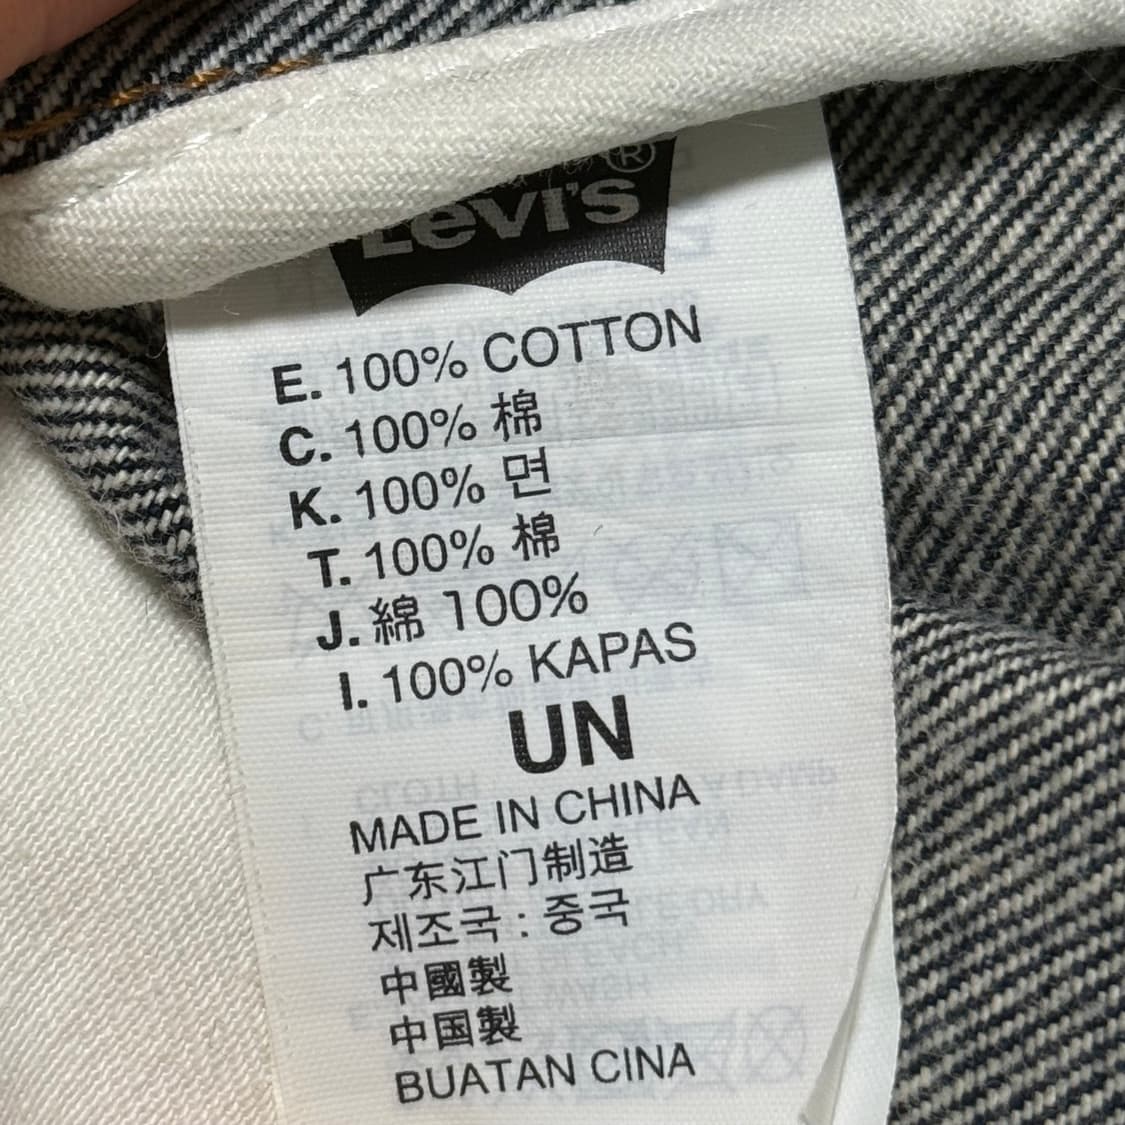 Levi's®
E. 100% COTTON
C. 100% 棉
K. 100% 면
T. 100% 棉
J. 綿 100%
I. 100% KAPAS
UN
MADE IN CHINA
广东江门制造
제조국 : 중국
中國製
中国製
BUATAN CINA